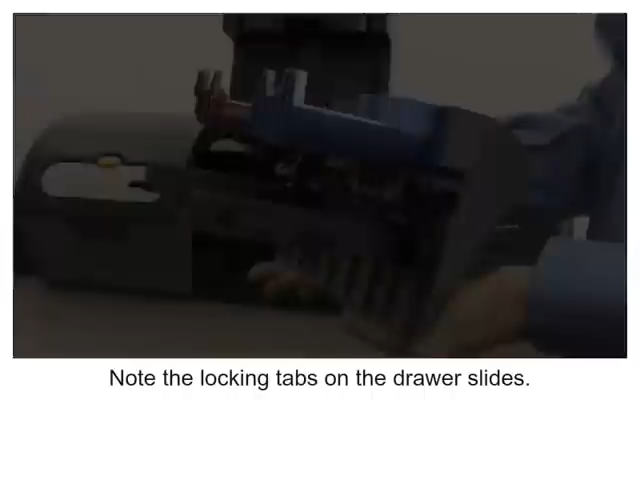 Note the locking tabs on the drawer slides.